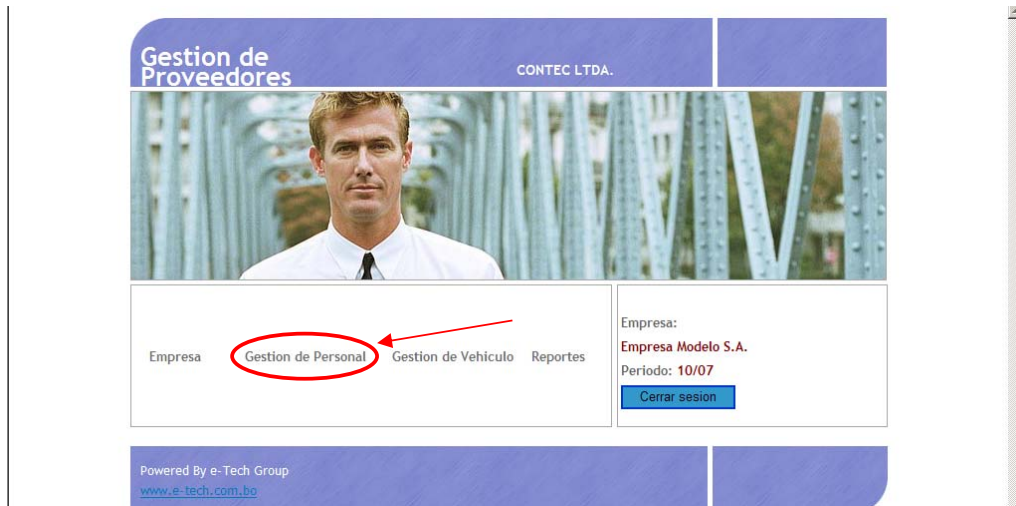 Gestion de
Proveedores
CONTEC LTDA.
Empresa Gestion de Personal Gestion de Vehiculo Reportes
Empresa:
Empresa Modelo S.A.
Periodo: 10/07
Cerrar sesion
Powered By e-Tech Group
www.e-tech.com.bo